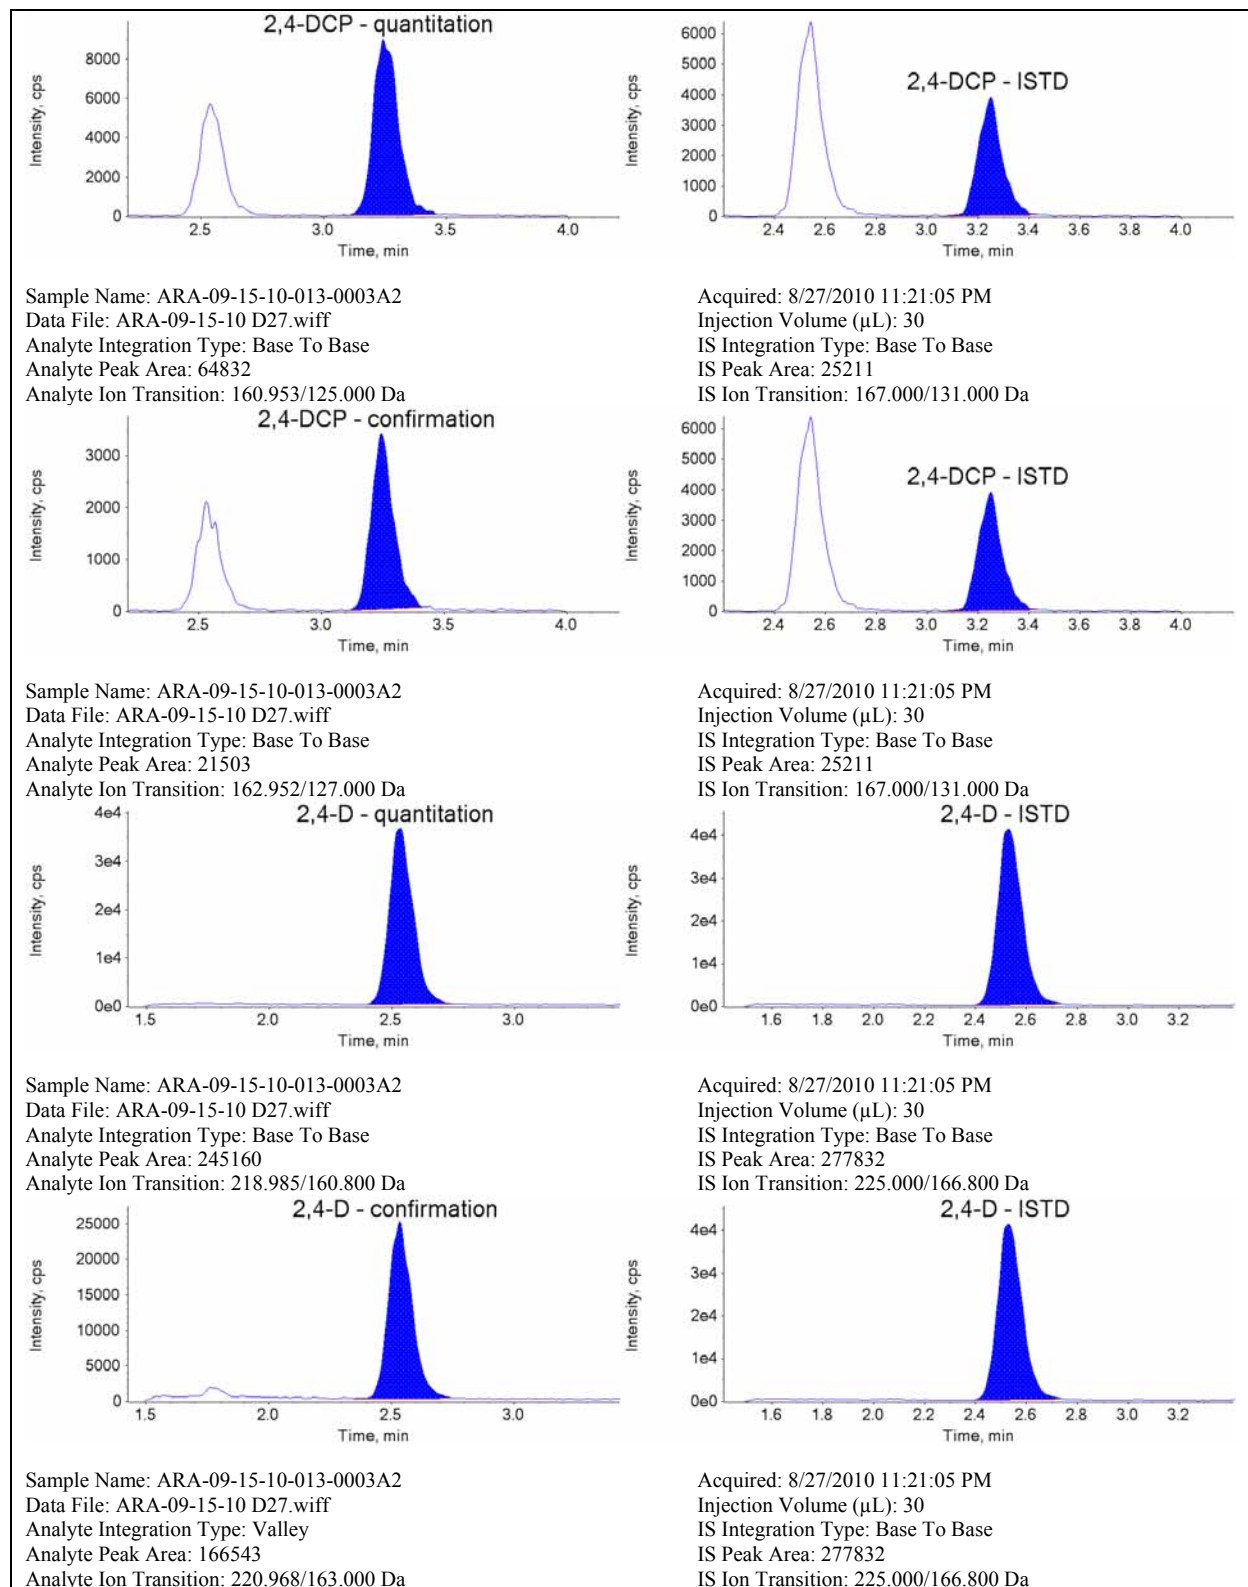 2,4-DCP - quantitation
Intensity, cps
8000
6000
4000
2000
0
2.5 3.0 3.5 4.0
Time, min
2,4-DCP - ISTD
Intensity, cps
6000
5000
4000
3000
2000
1000
0
2.4 2.6 2.8 3.0 3.2 3.4 3.6 3.8 4.0
Time, min
Sample Name: ARA-09-15-10-013-0003A2
Data File: ARA-09-15-10 D27.wiff
Analyte Integration Type: Base To Base
Analyte Peak Area: 64832
Analyte Ion Transition: 160.953/125.000 Da
Acquired: 8/27/2010 11:21:05 PM
Injection Volume (µL): 30
IS Integration Type: Base To Base
IS Peak Area: 25211
IS Ion Transition: 167.000/131.000 Da
2,4-DCP - confirmation
Intensity, cps
3000
2000
1000
0
2.5 3.0 3.5 4.0
Time, min
2,4-DCP - ISTD
Intensity, cps
6000
5000
4000
3000
2000
1000
0
2.4 2.6 2.8 3.0 3.2 3.4 3.6 3.8 4.0
Time, min
Sample Name: ARA-09-15-10-013-0003A2
Data File: ARA-09-15-10 D27.wiff
Analyte Integration Type: Base To Base
Analyte Peak Area: 21503
Analyte Ion Transition: 162.952/127.000 Da
Acquired: 8/27/2010 11:21:05 PM
Injection Volume (µL): 30
IS Integration Type: Base To Base
IS Peak Area: 25211
IS Ion Transition: 167.000/131.000 Da
2,4-D - quantitation
Intensity, cps
4e4
3e4
2e4
1e4
0e0
1.5 2.0 2.5 3.0
Time, min
2,4-D - ISTD
Intensity, cps
4e4
3e4
2e4
1e4
0e0
1.6 1.8 2.0 2.2 2.4 2.6 2.8 3.0 3.2
Time, min
Sample Name: ARA-09-15-10-013-0003A2
Data File: ARA-09-15-10 D27.wiff
Analyte Integration Type: Base To Base
Analyte Peak Area: 245160
Analyte Ion Transition: 218.985/160.800 Da
Acquired: 8/27/2010 11:21:05 PM
Injection Volume (µL): 30
IS Integration Type: Base To Base
IS Peak Area: 277832
IS Ion Transition: 225.000/166.800 Da
2,4-D - confirmation
Intensity, cps
25000
20000
15000
10000
5000
0
1.5 2.0 2.5 3.0
Time, min
2,4-D - ISTD
Intensity, cps
4e4
3e4
2e4
1e4
0e0
1.6 1.8 2.0 2.2 2.4 2.6 2.8 3.0 3.2
Time, min
Sample Name: ARA-09-15-10-013-0003A2
Data File: ARA-09-15-10 D27.wiff
Analyte Integration Type: Valley
Analyte Peak Area: 166543
Analyte Ion Transition: 220.968/163.000 Da
Acquired: 8/27/2010 11:21:05 PM
Injection Volume (µL): 30
IS Integration Type: Base To Base
IS Peak Area: 277832
IS Ion Transition: 225.000/166.800 Da